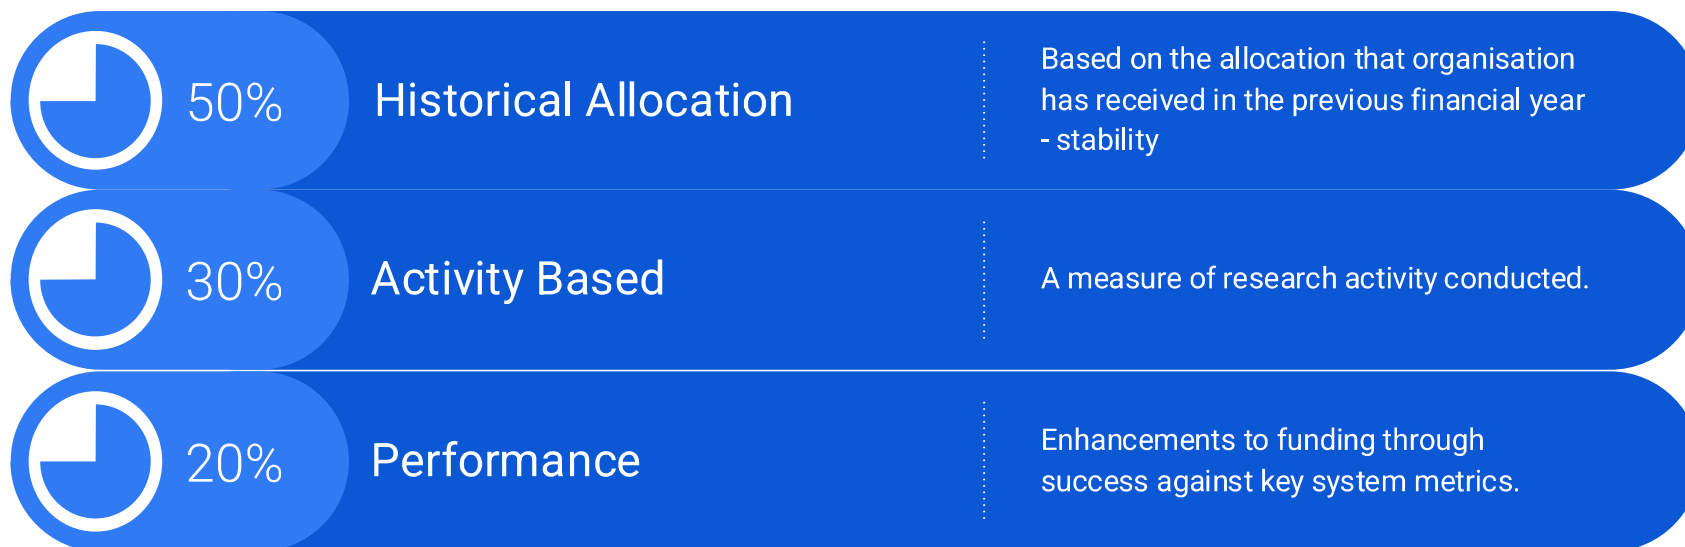 50%
Historical Allocation
Based on the allocation that organisation
has received in the previous financial year
- stability
30%
Activity Based
A measure of research activity conducted.
20%
Performance
Enhancements to funding through
success against key system metrics.